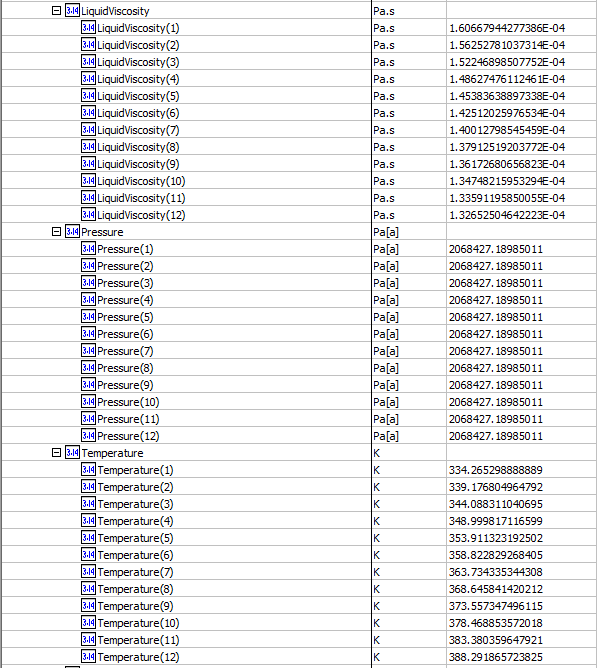 LiquidViscosity Pa.s
LiquidViscosity(1) Pa.s 1.60667944277386E-04
LiquidViscosity(2) Pa.s 1.56252781037314E-04
LiquidViscosity(3) Pa.s 1.52246898507752E-04
LiquidViscosity(4) Pa.s 1.48627476112461E-04
LiquidViscosity(5) Pa.s 1.45383638897338E-04
LiquidViscosity(6) Pa.s 1.42512025976534E-04
LiquidViscosity(7) Pa.s 1.40012798545459E-04
LiquidViscosity(8) Pa.s 1.37912519203772E-04
LiquidViscosity(9) Pa.s 1.36172680656823E-04
LiquidViscosity(10) Pa.s 1.34748215953294E-04
LiquidViscosity(11) Pa.s 1.33591195850055E-04
LiquidViscosity(12) Pa.s 1.32652504642223E-04
Pressure Pa[a]
Pressure(1) Pa[a] 2068427.18985011
Pressure(2) Pa[a] 2068427.18985011
Pressure(3) Pa[a] 2068427.18985011
Pressure(4) Pa[a] 2068427.18985011
Pressure(5) Pa[a] 2068427.18985011
Pressure(6) Pa[a] 2068427.18985011
Pressure(7) Pa[a] 2068427.18985011
Pressure(8) Pa[a] 2068427.18985011
Pressure(9) Pa[a] 2068427.18985011
Pressure(10) Pa[a] 2068427.18985011
Pressure(11) Pa[a] 2068427.18985011
Pressure(12) Pa[a] 2068427.18985011
Temperature K
Temperature(1) K 334.265298888889
Temperature(2) K 339.176804964792
Temperature(3) K 344.088311040695
Temperature(4) K 348.999817116599
Temperature(5) K 353.911323192502
Temperature(6) K 358.822829268405
Temperature(7) K 363.734335344308
Temperature(8) K 368.645841420212
Temperature(9) K 373.557347496115
Temperature(10) K 378.468853572018
Temperature(11) K 383.380359647921
Temperature(12) K 388.291865723825